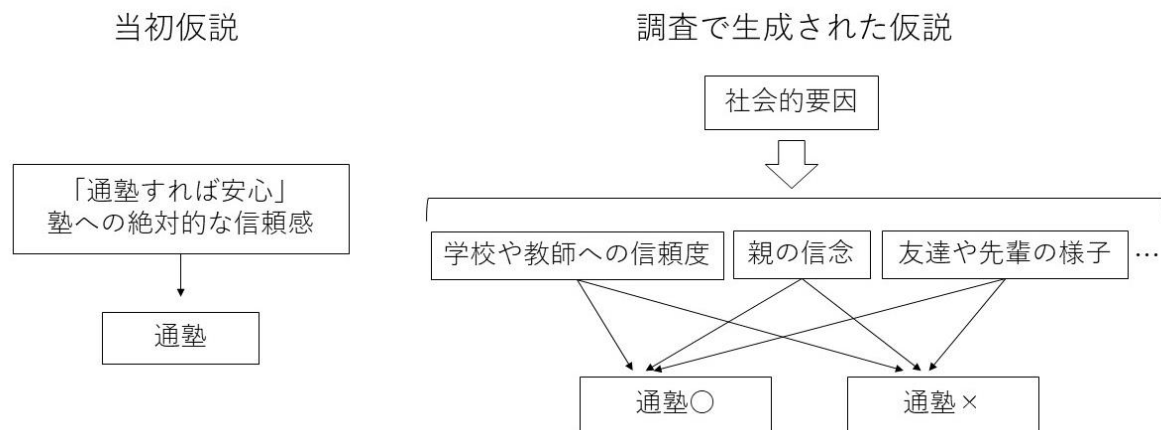 当初仮説
「通塾すれば安心」
塾への絶対的な信頼感
通塾
調査で生成された仮説
社会的要因
学校や教師への信頼度
親の信念
友達や先輩の様子
…
通塾○
通塾×